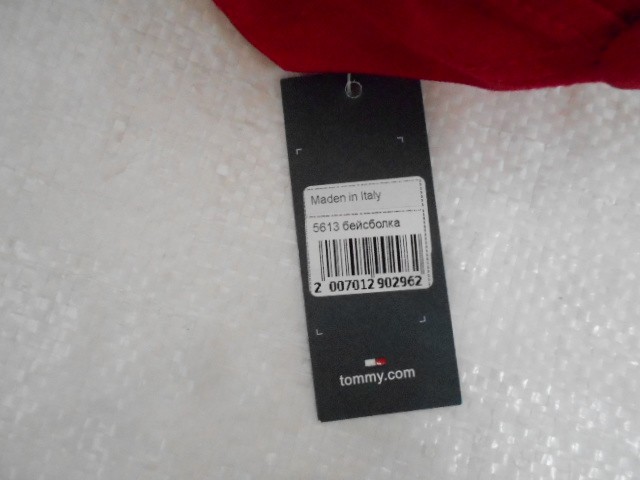 Maden in Italy
5613 бейсболка
2 007012 902962
tommy.com